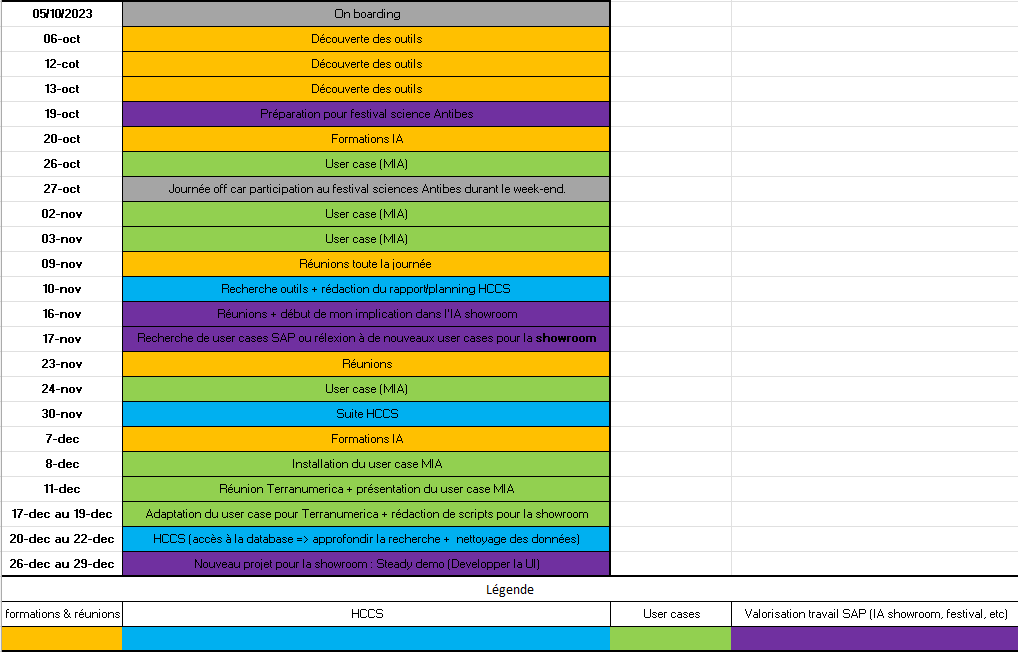 05/10/2023 On boarding
06-oct Découverte des outils
12-cot Découverte des outils
13-oct Découverte des outils
19-oct Préparation pour festival science Antibes
20-oct Formations IA
26-oct User case (MIA)
27-oct Journée off car participation au festival sciences Antibes durant le week-end.
02-nov User case (MIA)
03-nov User case (MIA)
09-nov Réunions toute la journée
10-nov Recherche outils + rédaction du rapport/planning HCCS
16-nov Réunions + début de mon implication dans l'IA showroom
17-nov Recherche de user cases SAP ou rélexion à de nouveaux user cases pour la showroom
23-nov Réunions
24-nov User case (MIA)
30-nov Suite HCCS
7-dec Formations IA
8-dec Installation du user case MIA
11-dec Réunion Terranumerica + présentation du user case MIA
17-dec au 19-dec Adaptation du user case pour Terranumerica + rédaction de scripts pour la showroom
20-dec au 22-dec HCCS (accès à la database => approfondir la recherche + nettoyage des données)
26-dec au 29-dec Nouveau projet pour la showroom : Steady demo (Developper la UI)
Légende
formations & réunions HCCS User cases Valorisation travail SAP (IA showroom, festival, etc)